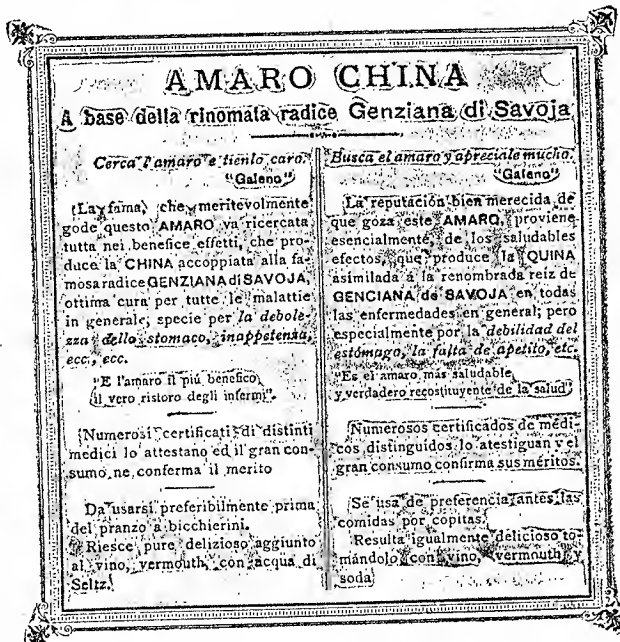 AMARO CHINA
A base della rinomata radice Genziana di Savoja
Cerca l'amaro e tienlo caro.
"Galeno"
La fama, che meritevolmente
gode questo AMARO va ricercata
tutta nei benefice effetti, che pro-
duce la CHINA accoppiata alla fa-
mosa radice GENZIANA di SAVOJA,
ottima cura per tutte le malattie
in generale, specie per la debole-
zza dello stomaco, inappetenza,
ecc., ecc.
"E l'amaro il piú benefico
il vero ristoro degli infermi".
Numerosi certificati di distinti
medici lo attestano ed il gran con-
sumo ne conferma il merito
Da usarsi preferibilmente prima
del pranzo a bicchierini.
Riesce pure delizioso aggiunto
al vino, vermouth, con acqua di
Seltz.
Busca el amaro y apreciale mucho.
"Galeno"
La reputación bien merecida de
que goza este AMARO, proviene
esencialmente, de los saludables
efectos, que produce la QUINA
asimilada á la renombrada reiz de
GENCIANA de SAVOJA en todas
las enfermedades en general; pero
especialmente por la debilidad del
estómago, la falta de apetito, etc.
"Es el amaro mas saludable
y verdadero recostituyente de la salud"
Numerosos certificados de médi-
cos distinguidos lo atestiguan y el
gran consumo confirma sus méritos.
Se usa de preferencia antes las
comidas por copitas.
Resulta igualmente delicioso to-
mándolo con vino, vermouth y
soda